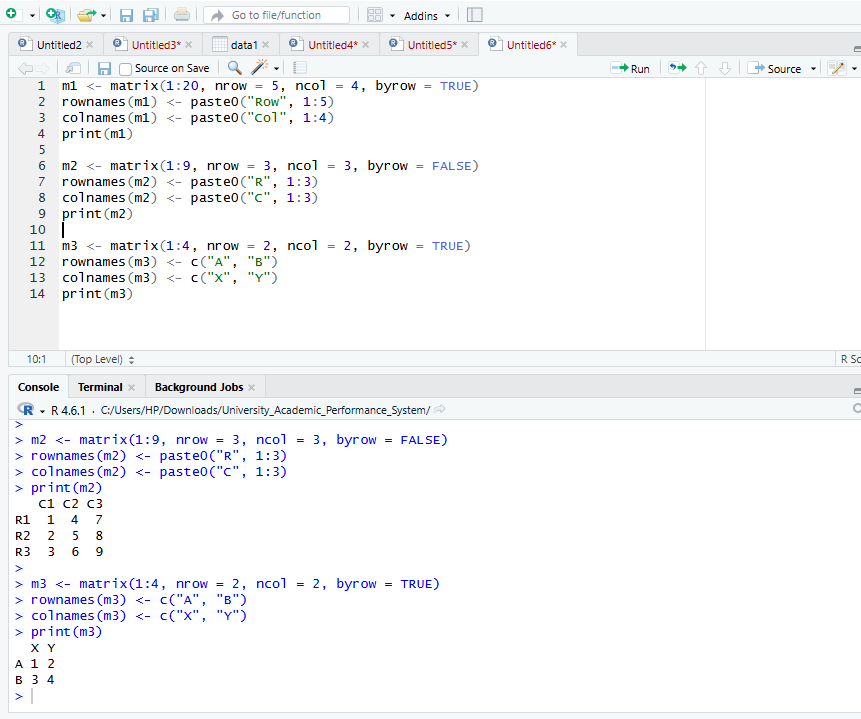 Go to file/function
Addins
Untitled2
Untitled3*
data1
Untitled4*
Untitled5*
Untitled6*
Source on Save
Run
Source
1 m1 <- matrix(1:20, nrow = 5, ncol = 4, byrow = TRUE)
2 rownames(m1) <- paste0("Row", 1:5)
3 colnames(m1) <- paste0("Col", 1:4)
4 print(m1)
5
6 m2 <- matrix(1:9, nrow = 3, ncol = 3, byrow = FALSE)
7 rownames(m2) <- paste0("R", 1:3)
8 colnames(m2) <- paste0("C", 1:3)
9 print(m2)
10
11 m3 <- matrix(1:4, nrow = 2, ncol = 2, byrow = TRUE)
12 rownames(m3) <- c("A", "B")
13 colnames(m3) <- c("X", "Y")
14 print(m3)
10:1 (Top Level) R Sc
Console Terminal Background Jobs
R 4.6.1 · C:/Users/HP/Downloads/University_Academic_Performance_System/
>
> m2 <- matrix(1:9, nrow = 3, ncol = 3, byrow = FALSE)
> rownames(m2) <- paste0("R", 1:3)
> colnames(m2) <- paste0("C", 1:3)
> print(m2)
   C1 C2 C3
R1  1  4  7
R2  2  5  8
R3  3  6  9
>
> m3 <- matrix(1:4, nrow = 2, ncol = 2, byrow = TRUE)
> rownames(m3) <- c("A", "B")
> colnames(m3) <- c("X", "Y")
> print(m3)
  X Y
A 1 2
B 3 4
>